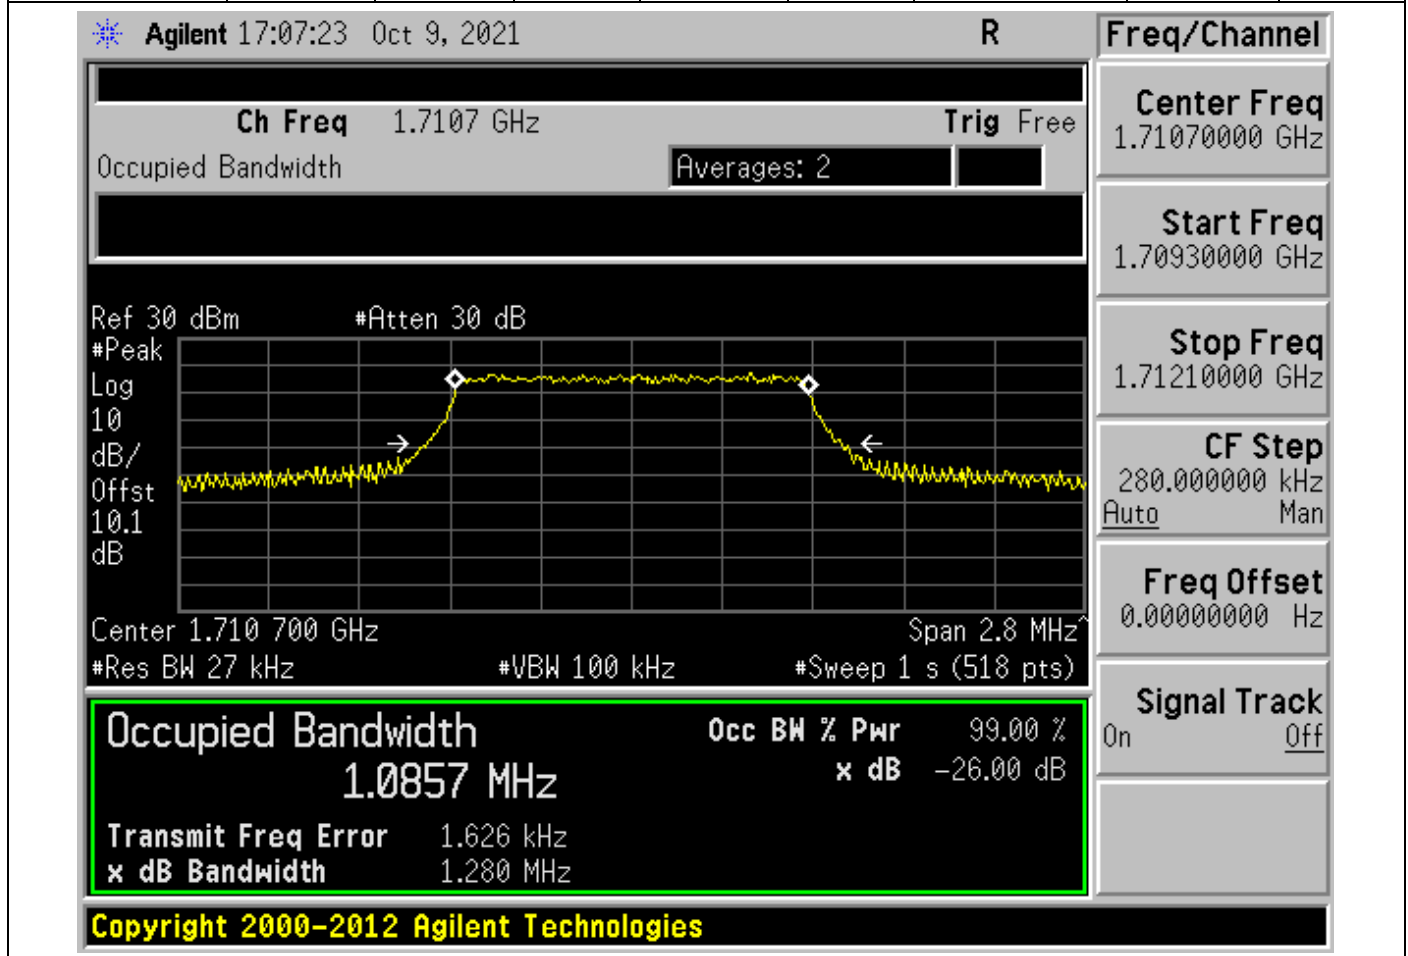 Agilent 17:07:23 Oct 9, 2021 R Freq/Channel
Ch Freq 1.7107 GHz Trig Free
Occupied Bandwidth Averages: 2
Center Freq
1.71070000 GHz
Start Freq
1.70930000 GHz
Stop Freq
1.71210000 GHz
CF Step
280.000000 kHz
Auto Man
Freq Offset
0.00000000 Hz
Signal Track
On Off
Ref 30 dBm #Atten 30 dB
#Peak
Log
10
dB/
Offst
10.1
dB
Center 1.710 700 GHz Span 2.8 MHz^
#Res BW 27 kHz #VBW 100 kHz #Sweep 1 s (518 pts)
Occupied Bandwidth Occ BW % Pwr 99.00 %
1.0857 MHz x dB -26.00 dB
Transmit Freq Error 1.626 kHz
x dB Bandwidth 1.280 MHz
Copyright 2000-2012 Agilent Technologies